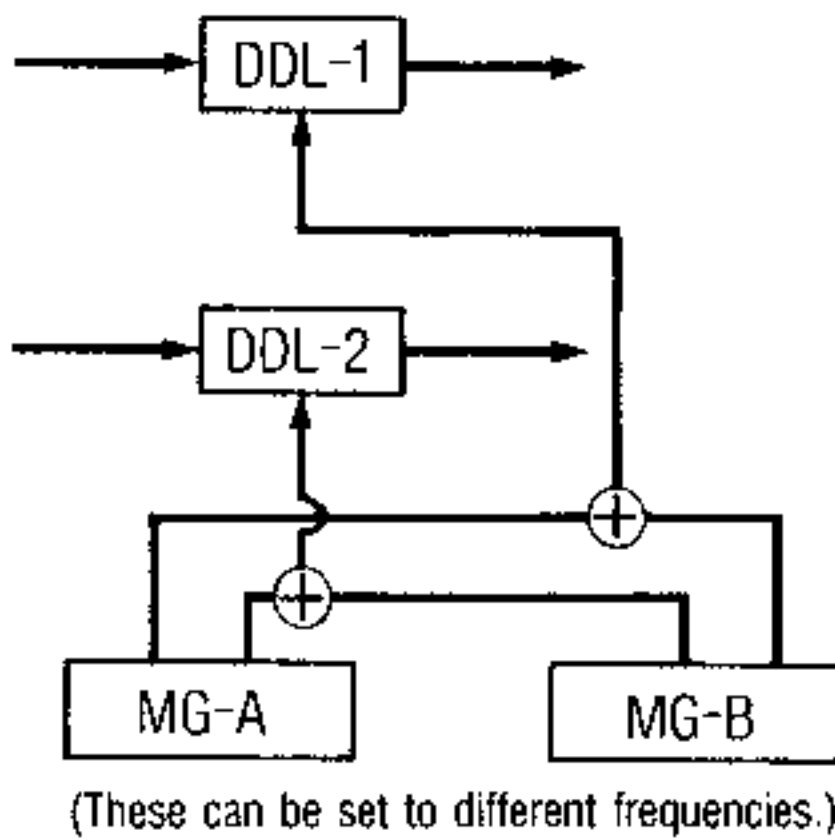 DDL-1
DDL-2
MG-A
MG-B
(These can be set to different frequencies.)